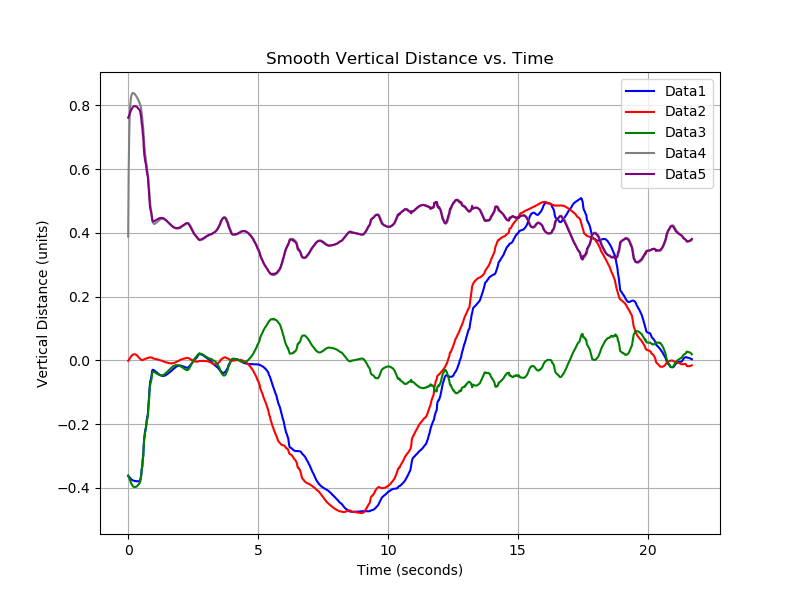 Smooth Vertical Distance vs. Time
Data1
Data2
Data3
Data4
Data5
Vertical Distance (units)
0.8
0.6
0.4
0.2
0.0
−0.2
−0.4
0
5
10
15
20
Time (seconds)